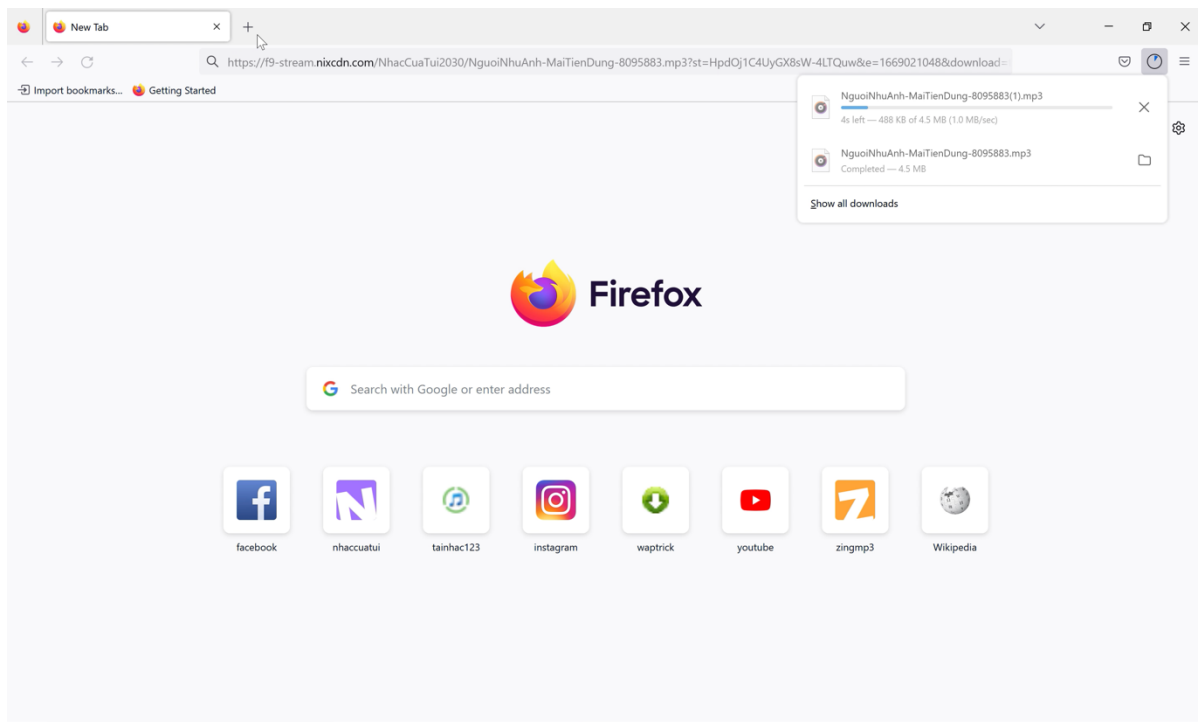 New Tab
https://f9-stream.nixcdn.com/NhacCuaTui2030/NguoiNhuAnh-MaiTienDung-8095883.mp3?st=HpdOj1C4UyGX8sW-4LTQuw&e=1669021048&download=
Import bookmarks... Getting Started
NguoiNhuAnh-MaiTienDung-8095883(1).mp3
4s left — 488 KB of 4.5 MB (1.0 MB/sec)
NguoiNhuAnh-MaiTienDung-8095883.mp3
Completed — 4.5 MB
Show all downloads
Firefox
Search with Google or enter address
facebook nhaccuatui tainhac123 instagram waptrick youtube zingmp3 Wikipedia